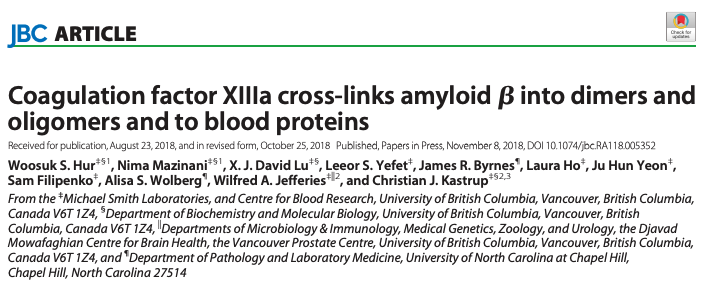 JBC ARTICLE
Check for
updates
Coagulation factor XIIIa cross-links amyloid β into dimers and
oligomers and to blood proteins
Received for publication, August 23, 2018, and in revised form, October 25, 2018 Published, Papers in Press, November 8, 2018, DOI 10.1074/jbc.RA118.005352
Woosuk S. Hur‡§1, Nima Mazinani‡§1, X. J. David Lu‡§, Leeor S. Yefet‡, James R. Byrnes¶, Laura Ho‡, Ju Hun Yeon‡,
Sam Filipenko‡, Alisa S. Wolberg¶, Wilfred A. Jefferies‡‖2, and Christian J. Kastrup‡§2,3
From the ‡Michael Smith Laboratories, and Centre for Blood Research, University of British Columbia, Vancouver, British Columbia,
Canada V6T 1Z4, §Department of Biochemistry and Molecular Biology, University of British Columbia, Vancouver, British
Columbia, Canada V6T 1Z4, ‖Departments of Microbiology & Immunology, Medical Genetics, Zoology, and Urology, the Djavad
Mowafaghian Centre for Brain Health, the Vancouver Prostate Centre, University of British Columbia, Vancouver, British Columbia,
Canada V6T 1Z4, and ¶Department of Pathology and Laboratory Medicine, University of North Carolina at Chapel Hill,
Chapel Hill, North Carolina 27514